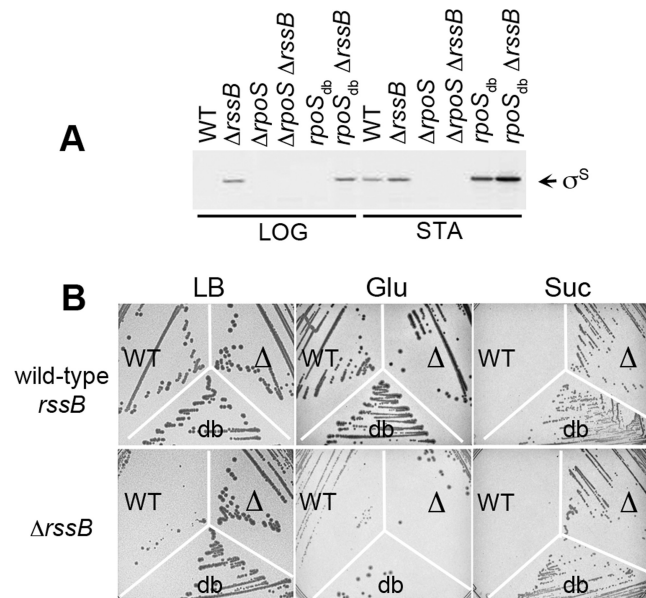 A
WT
ΔrssB
ΔrpoS
ΔrpoS ΔrssB
rpoSdb
rpoSdb ΔrssB
WT
ΔrssB
ΔrpoS
ΔrpoS ΔrssB
rpoSdb
rpoSdb ΔrssB
σS
LOG STA
B
LB Glu Suc
wild-type
rssB
WT Δ db WT Δ db WT Δ db
ΔrssB
WT Δ db WT Δ db WT Δ db